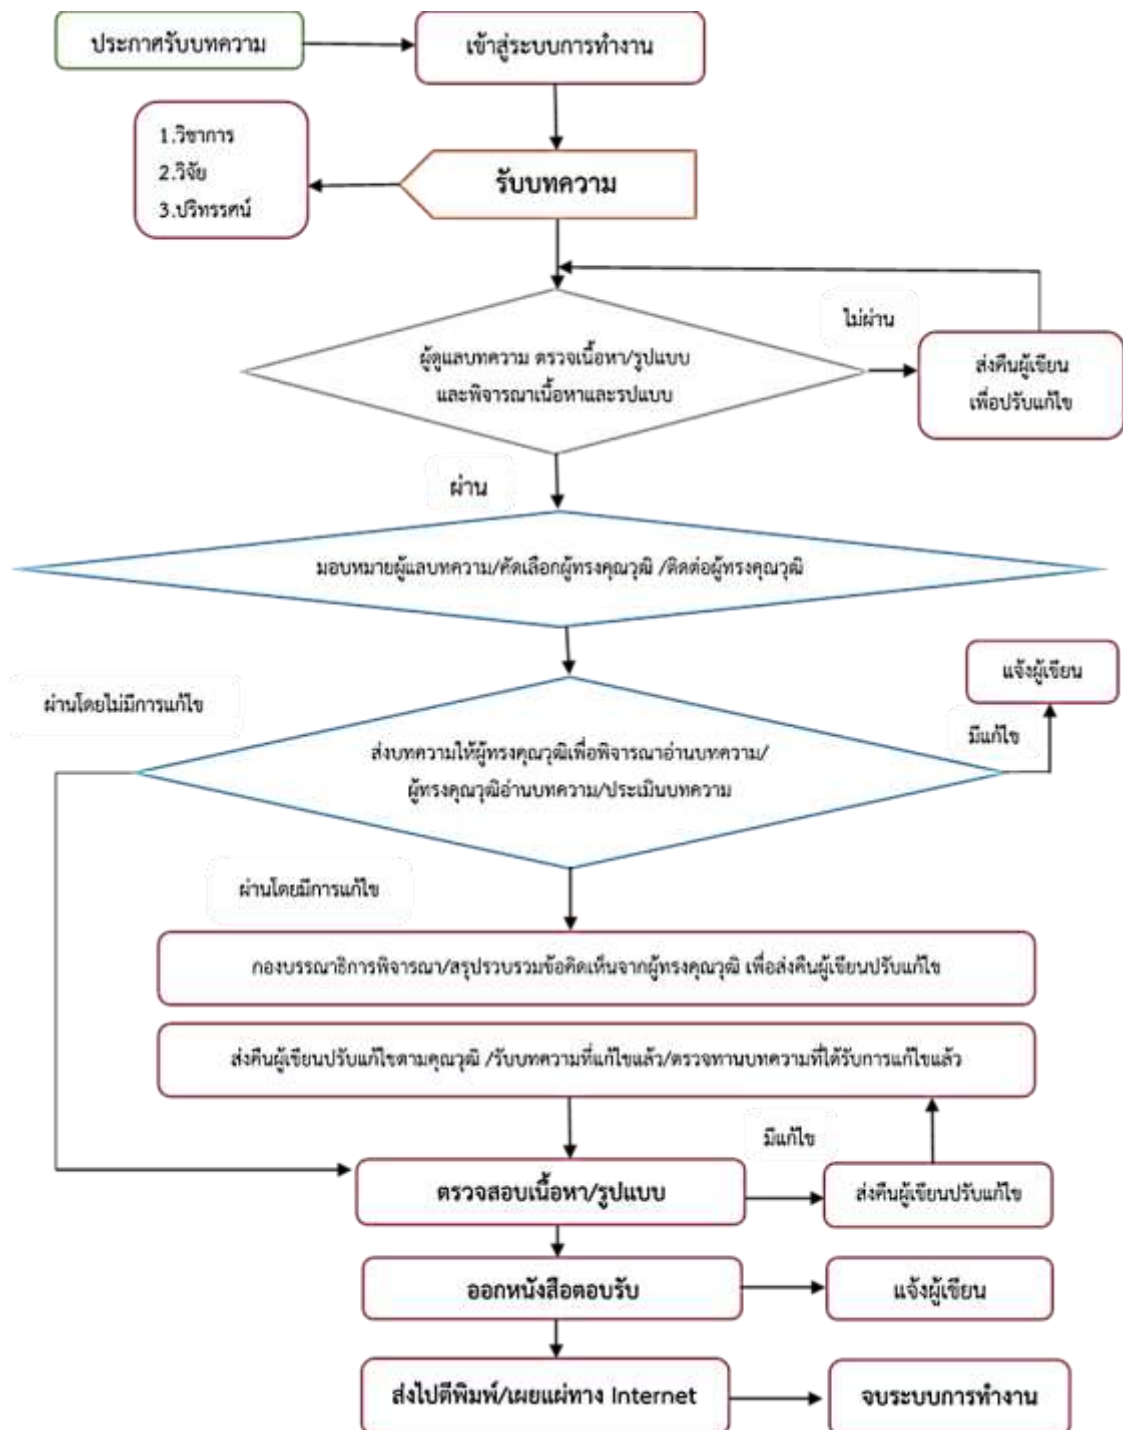 ประกาศรับบทความ
เข้าสู่ระบบการทำงาน
1.วิชาการ
2.วิจัย
3.ปริทรรศน์
รับบทความ
ไม่ผ่าน
ผู้ดูแลบทความ ตรวจเนื้อหา/รูปแบบ
และพิจารณาเนื้อหาและรปแบบ
ส่งคืนผู้เขียน
เพื่อปรับแก้ไข
ผ่าน
มอบหมายผู้แลบทความ/คัดเลือกผู้ทรงคุณวุฒิ /ติดต่อผู้ทรงคุณวุฒิ
แจ้งผู้เขียน
ผ่านโดยไม่มีการแก้ไข
มีแก้ไข
ส่งบทความให้ผู้ทรงคุณวุฒิเพื่อพิจารณาอ่านบทความ/
ผู้ทรงคุณวุฒิอ่านบทความ/ประเมินบทความ
ผ่านโดยมีการแก้ไข
กองบรรณาธิการพิจารณา/สรุปรวบรวมข้อคิดเห็นจากผู้ทรงคุณวุฒิ เพื่อส่งคืนผู้เขียนปรับแก้ไข
ส่งคืนผู้เขียนปรับแก้ไขตามคุณวุฒิ /รับบทความที่แก้ไขแล้ว/ตรวจทานบทความที่ได้รับการแก้ไขแล้ว
มีแก้ไข
ตรวจสอบเนื้อหา/รูปแบบ
ส่งคืนผู้เขียนปรับแก้ไข
ออกหนังสือตอบรับ
แจ้งผู้เขียน
ส่งไปตีพิมพ์/เผยแผ่ทาง Internet
จบระบบการทำงาน